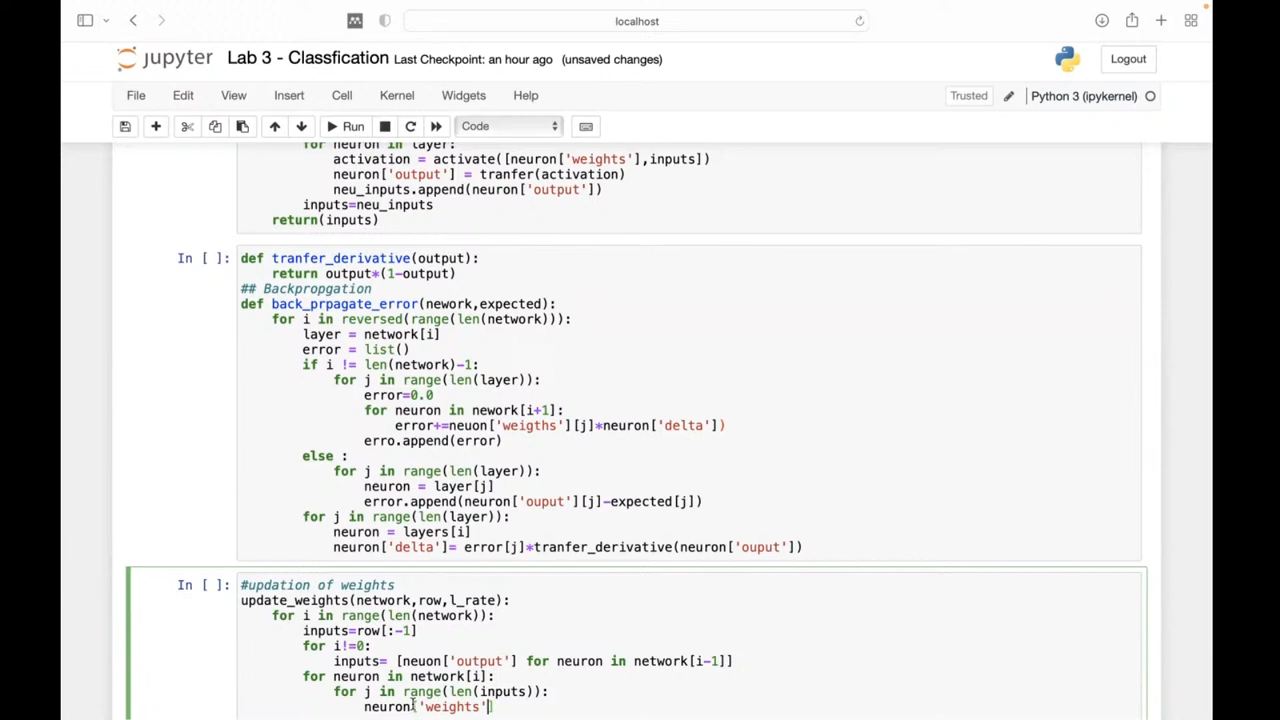 localhost
jupyter Lab 3 - Classfication Last Checkpoint: an hour ago (unsaved changes)
Logout
File Edit View Insert Cell Kernel Widgets Help
Trusted
Python 3 (ipykernel)
Run
Code
for neuron in layer:
activation = activate([neuron['weights'],inputs])
neuron['output'] = tranfer(activation)
neu_inputs.append(neuron['output'])
inputs=neu_inputs
return(inputs)
In [ ]:
def tranfer_derivative(output):
return output*(1-output)
## Backpropgation
def back_prpagate_error(nework,expected):
for i in reversed(range(len(network))):
layer = network[i]
error = list()
if i != len(network)-1:
for j in range(len(layer)):
error=0.0
for neuron in nework[i+1]:
error+=neuon['weigths'][j]*neuron['delta'])
erro.append(error)
else :
for j in range(len(layer)):
neuron = layer[j]
error.append(neuron['ouput'][j]-expected[j])
for j in range(len(layer)):
neuron = layers[i]
neuron['delta']= error[j]*tranfer_derivative(neuron['ouput'])
In [ ]:
#updation of weights
update_weights(network,row,l_rate):
for i in range(len(network)):
inputs=row[:-1]
for i!=0:
inputs= [neuon['output'] for neuron in network[i-1]]
for neuron in network[i]:
for j in range(len(inputs)):
neuron['weights']